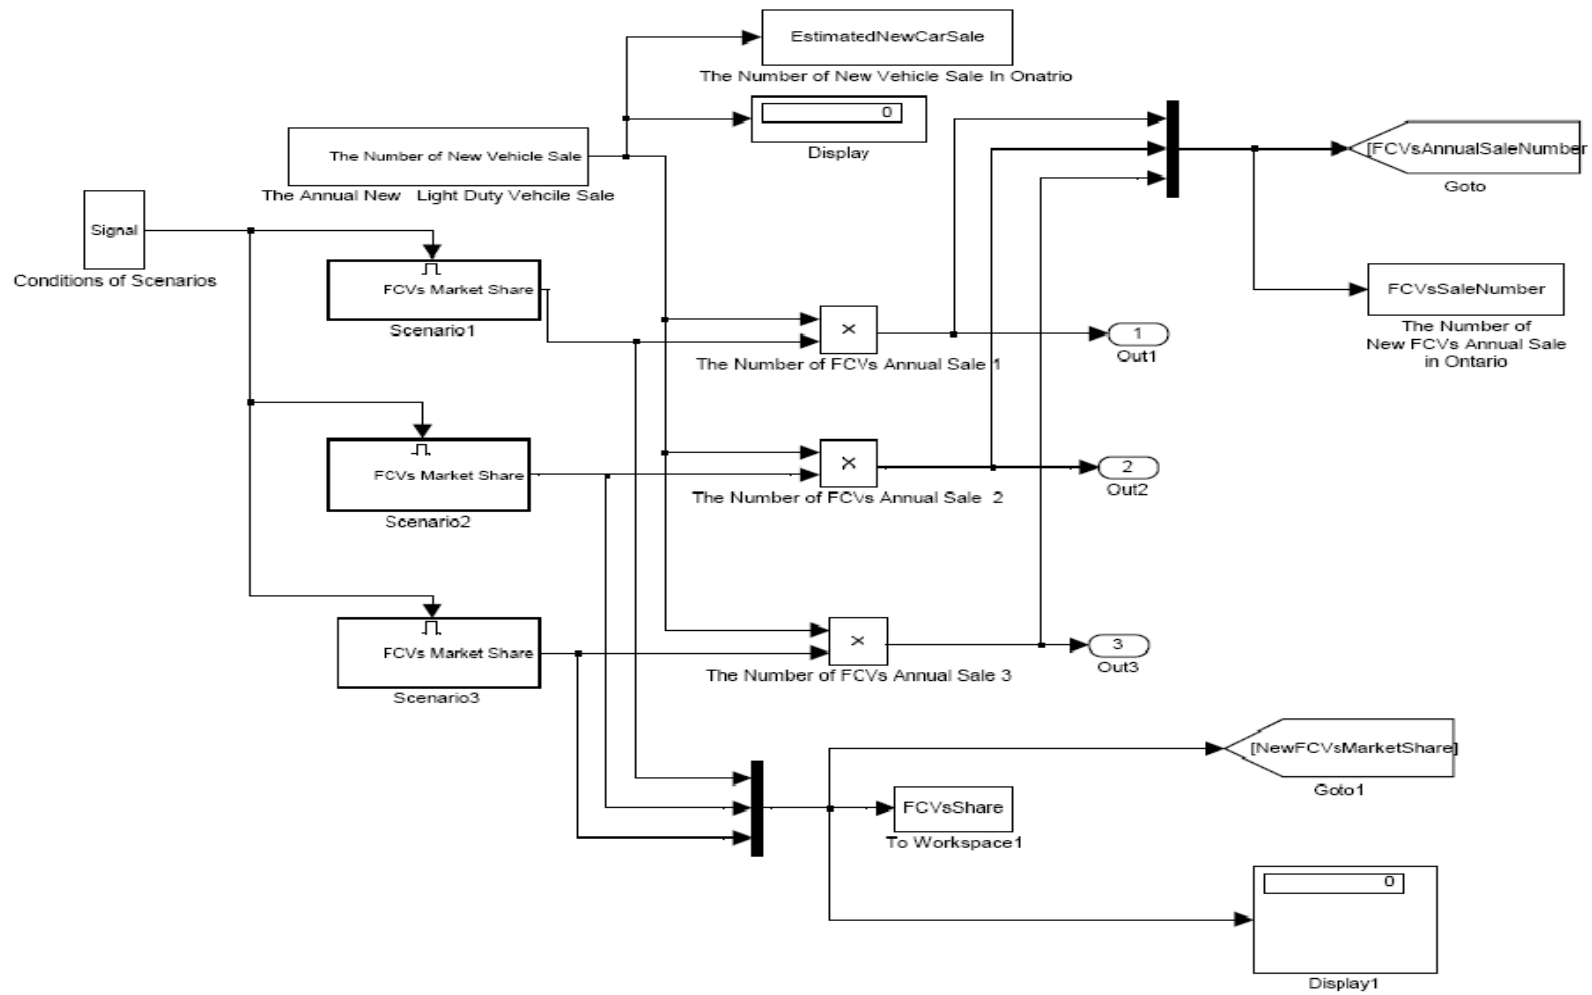 EstimatedNewCarSale
The Number of New Vehicle Sale In Onatrio
0
Display
The Number of New Vehicle Sale
The Annual New Light Duty Vehcile Sale
[FCVsAnnualSaleNumber
Goto
Signal
Conditions of Scenarios
FCVs Market Share
Scenario1
FCVsSaleNumber
The Number of
New FCVs Annual Sale
in Ontario
×
The Number of FCVs Annual Sale 1
1
Out1
FCVs Market Share
Scenario2
×
The Number of FCVs Annual Sale 2
2
Out2
FCVs Market Share
Scenario3
×
The Number of FCVs Annual Sale 3
3
Out3
[NewFCVsMarketShare]
Goto1
FCVsShare
To Workspace1
0
Display1